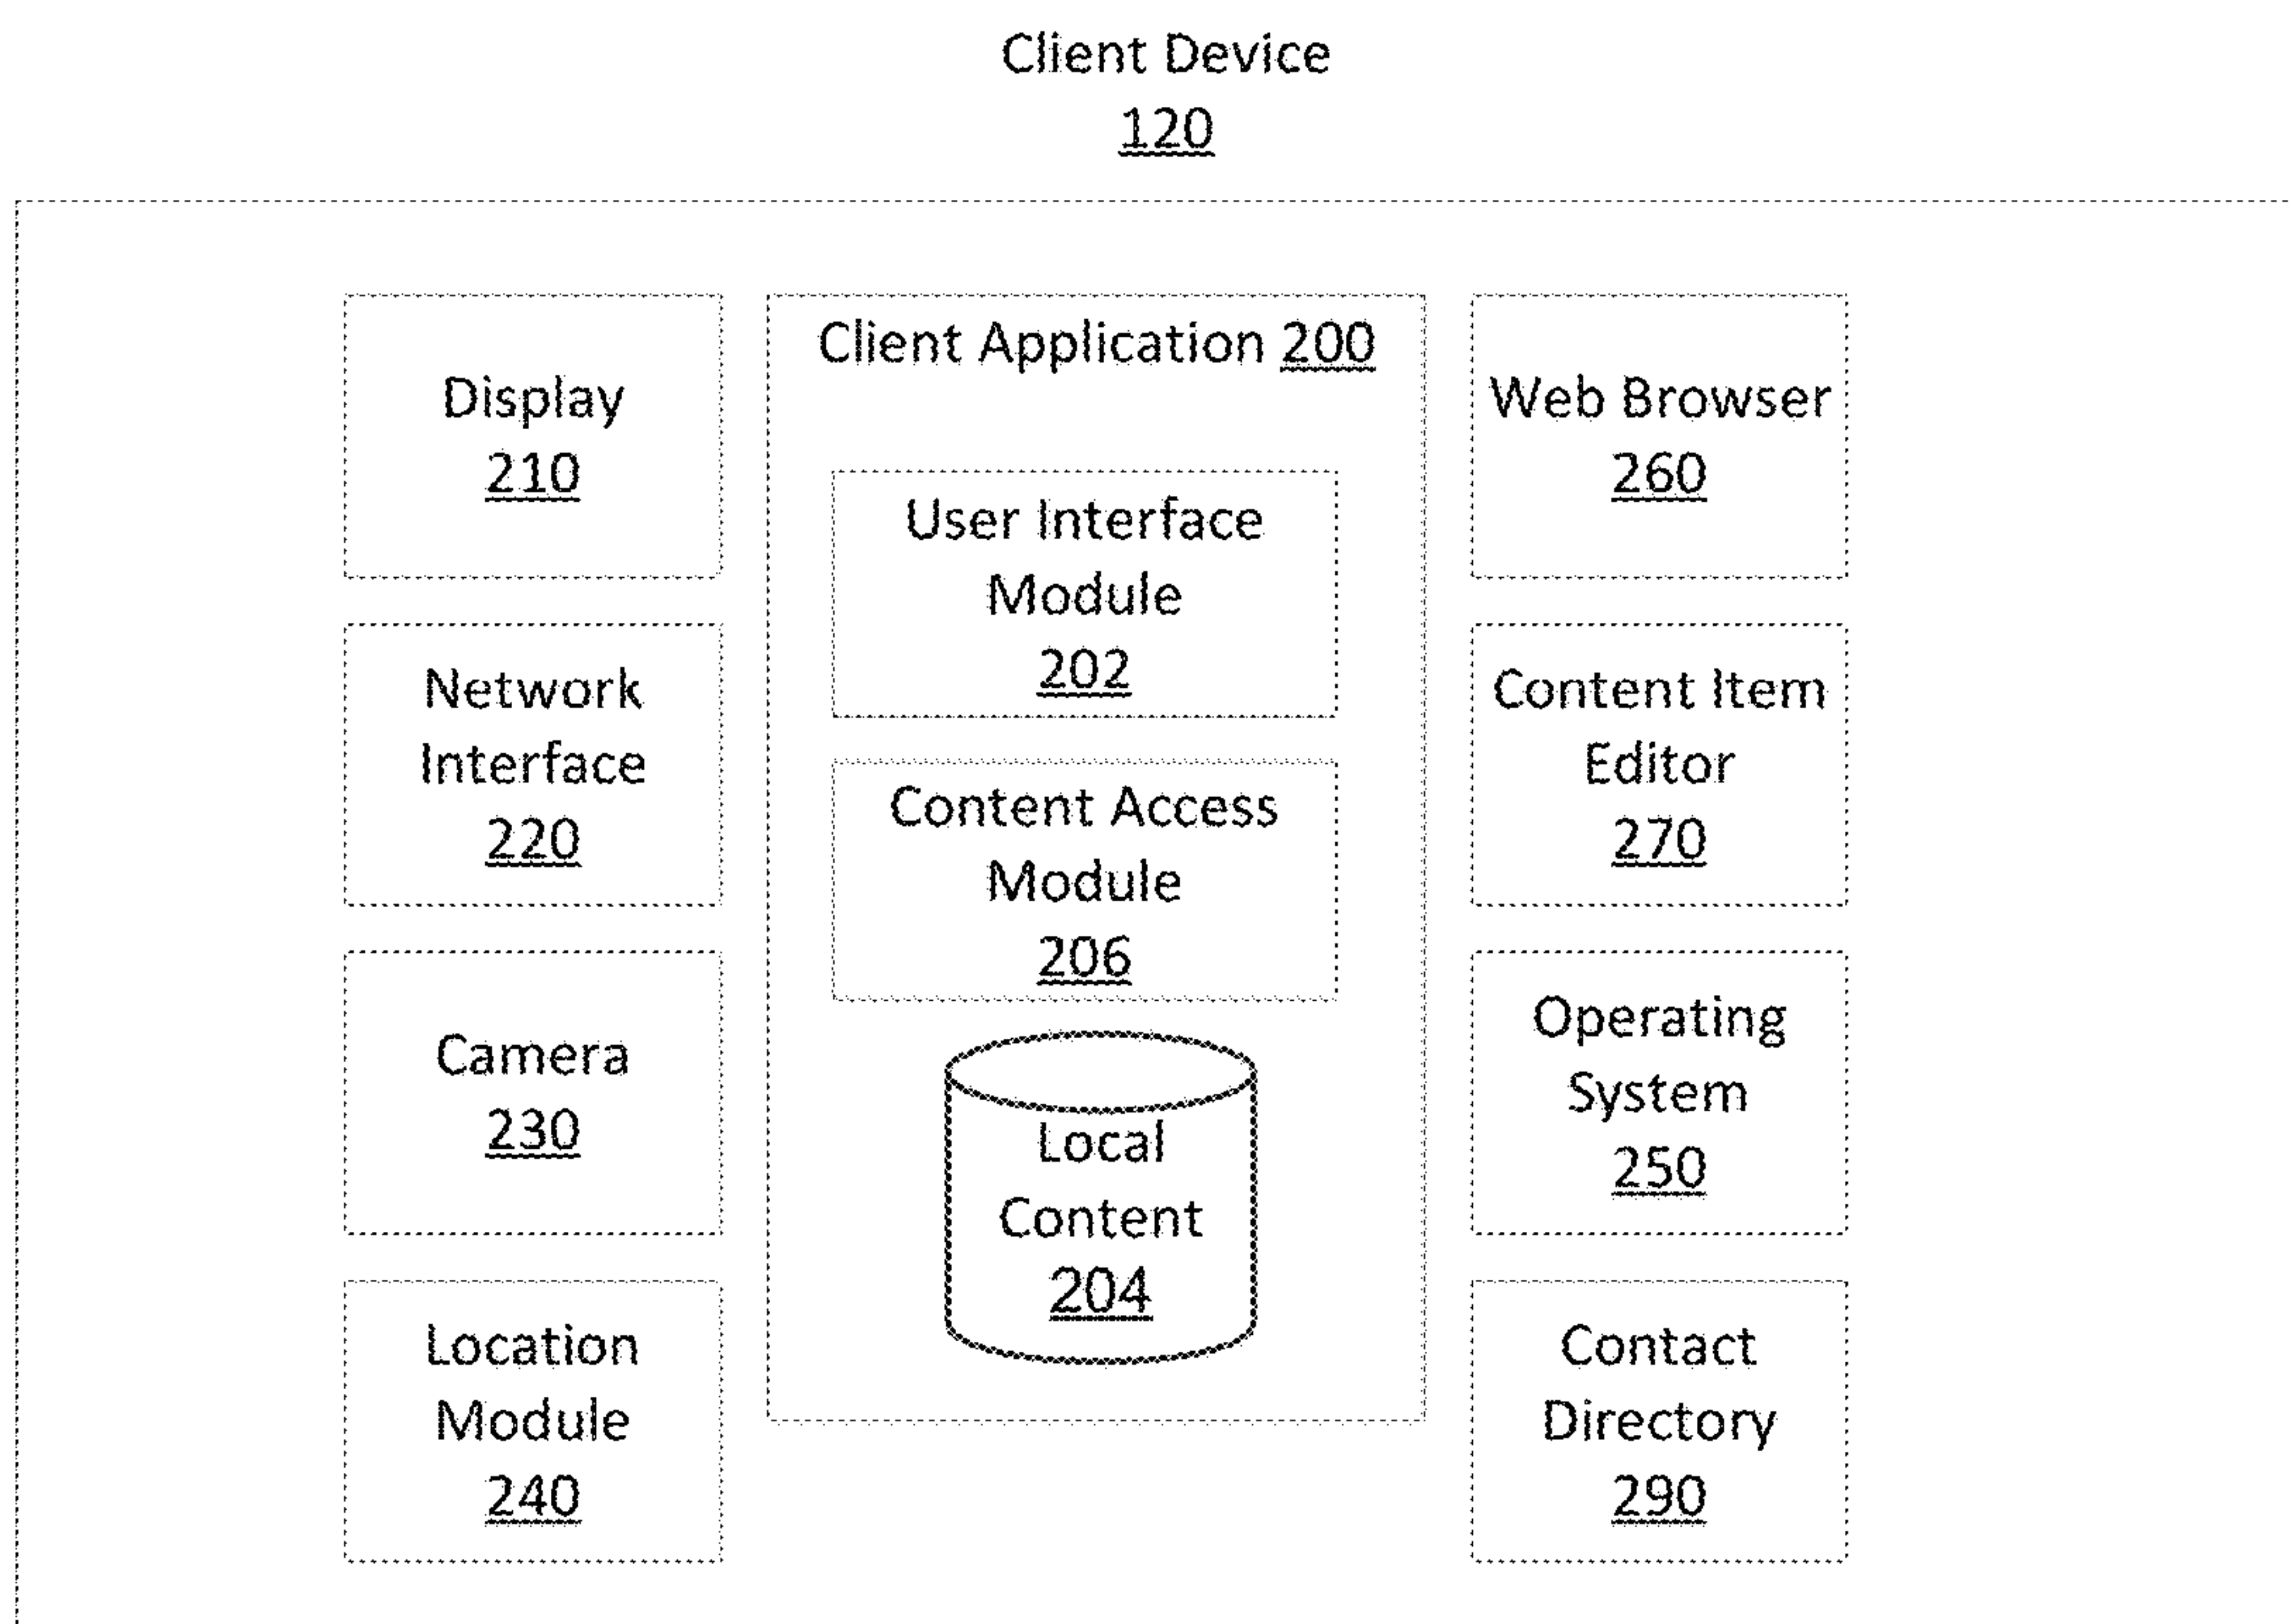 Client Device
120
Display
210
Network
Interface
220
Camera
230
Location
Module
240
Client Application 200
User Interface
Module
202
Content Access
Module
206
Local
Content
204
Web Browser
260
Content Item
Editor
270
Operating
System
250
Contact
Directory
290